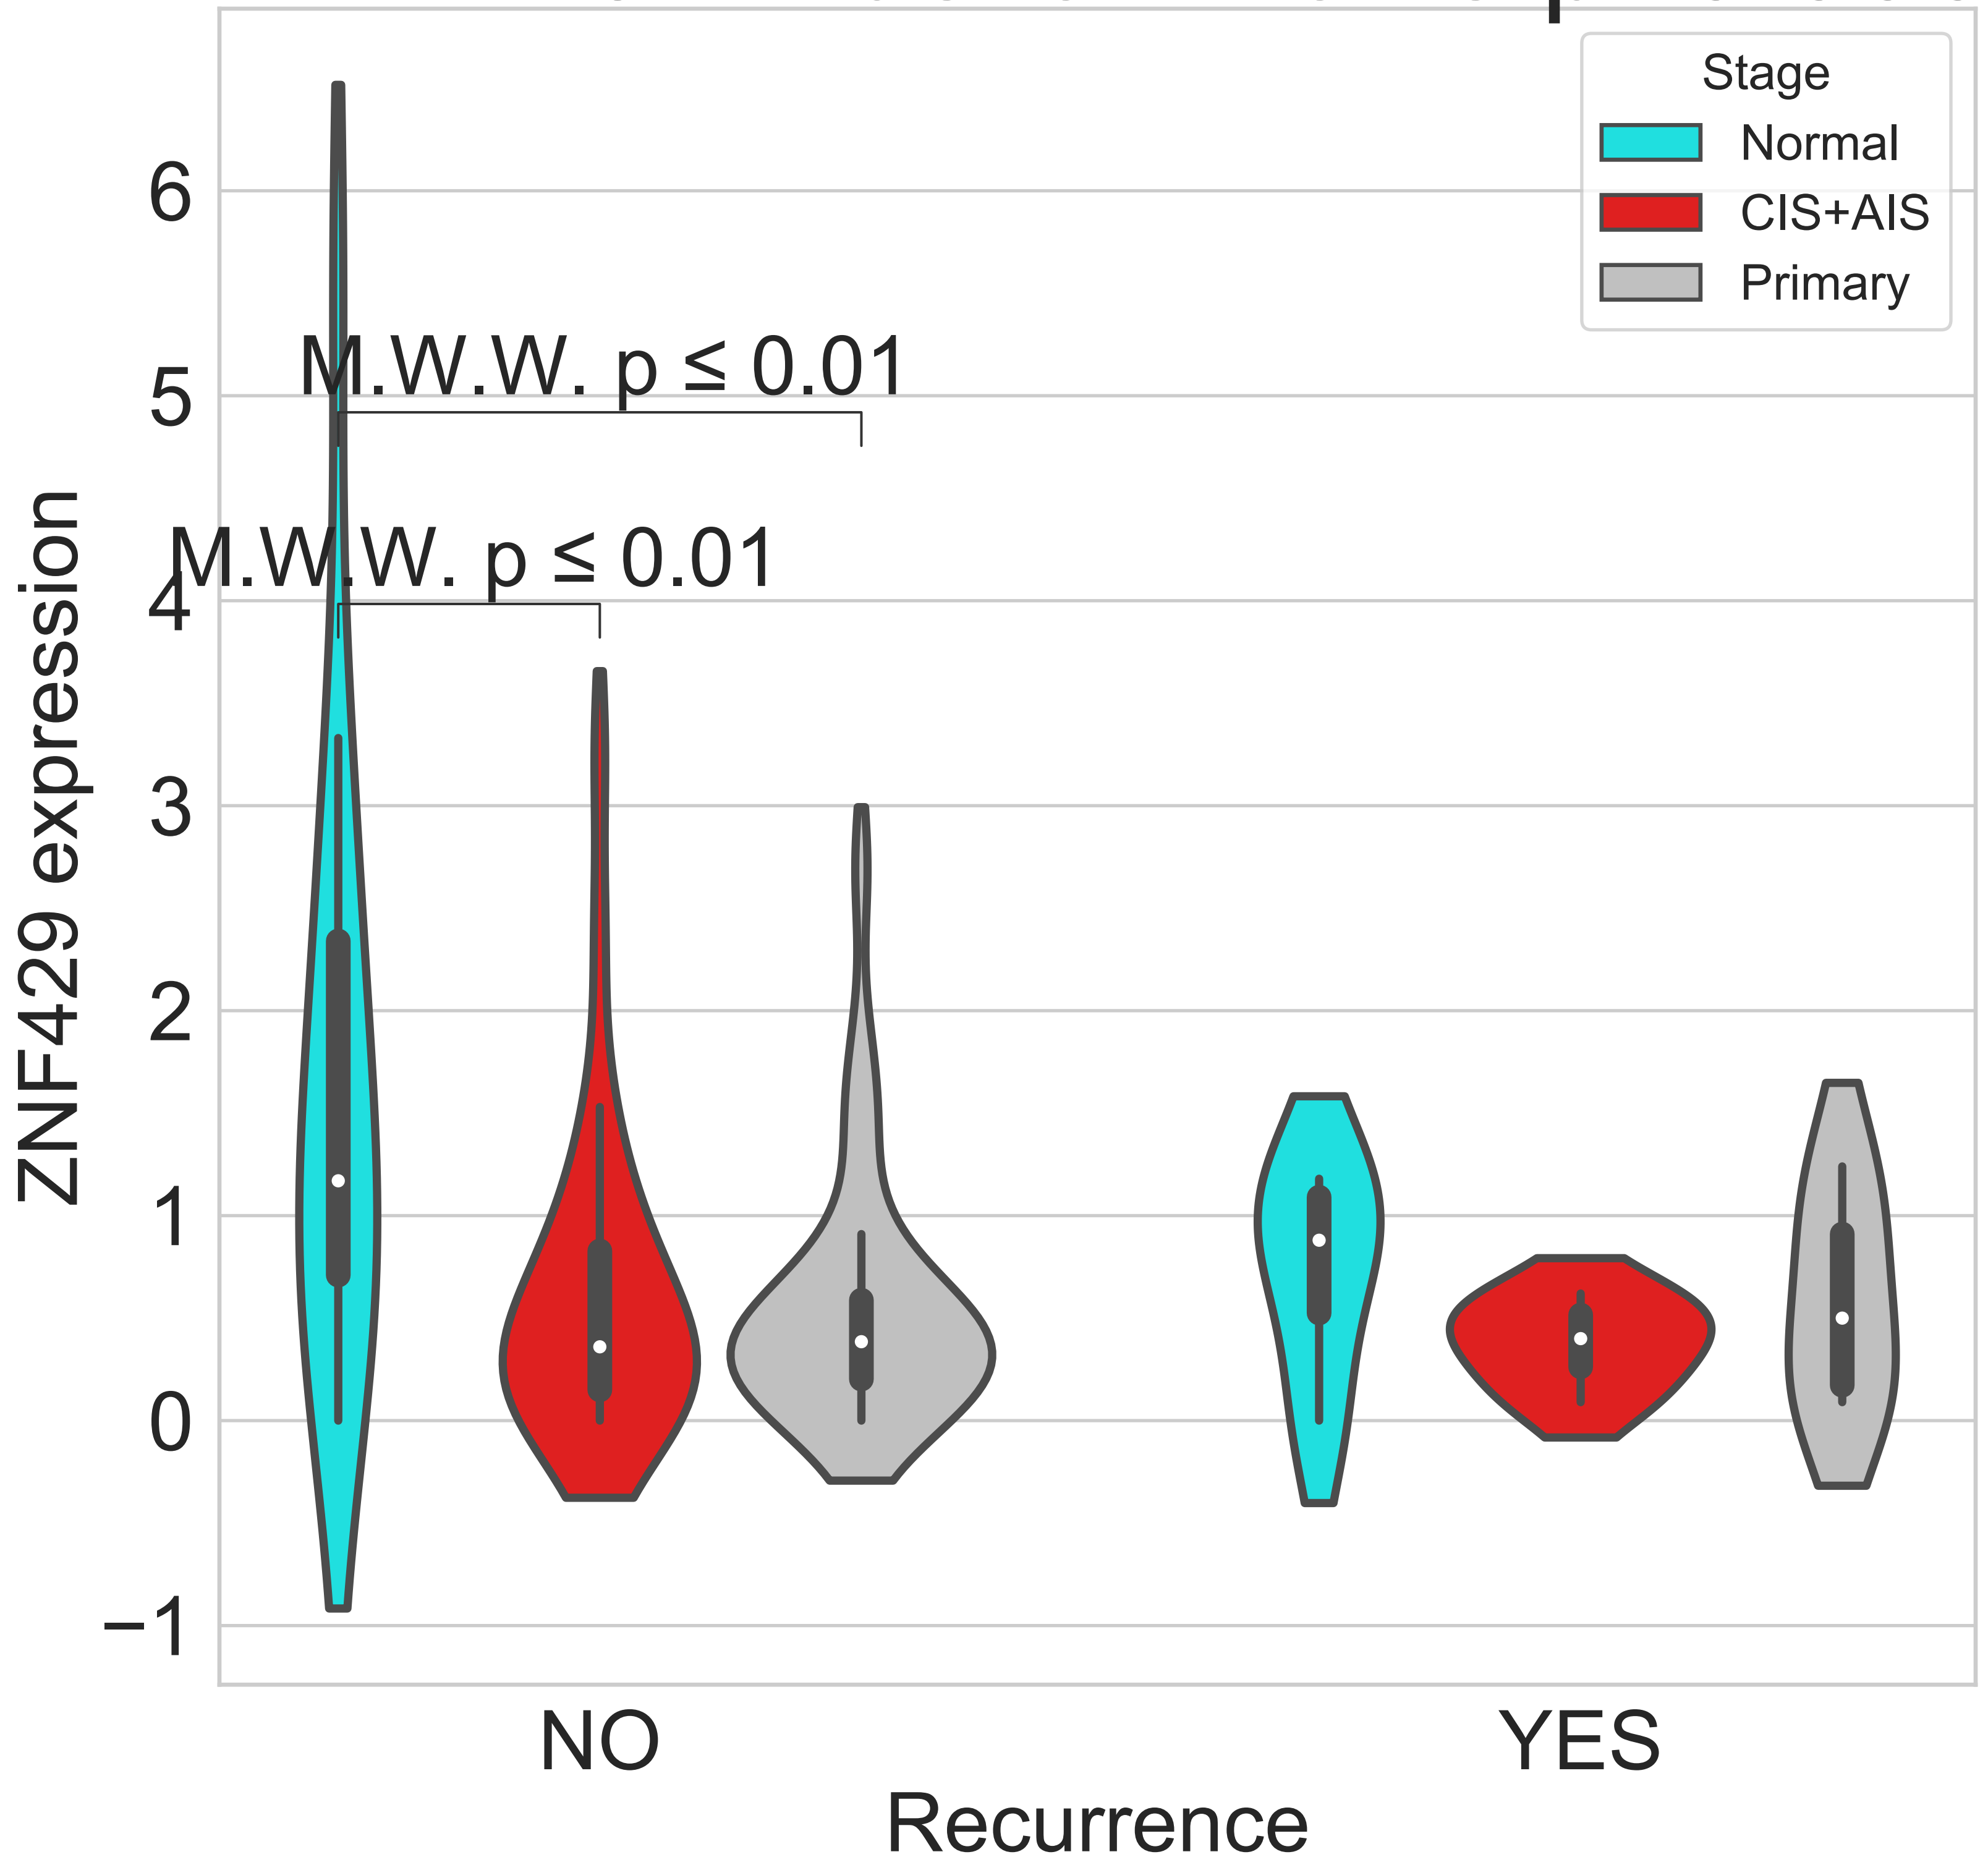 Stage
Normal
CIS+AIS
Primary
M.W.W. p ≤ 0.01
M.W.W. p ≤ 0.01
ZNF429 expression
6
5
4
3
2
1
0
−1
NO
YES
Recurrence